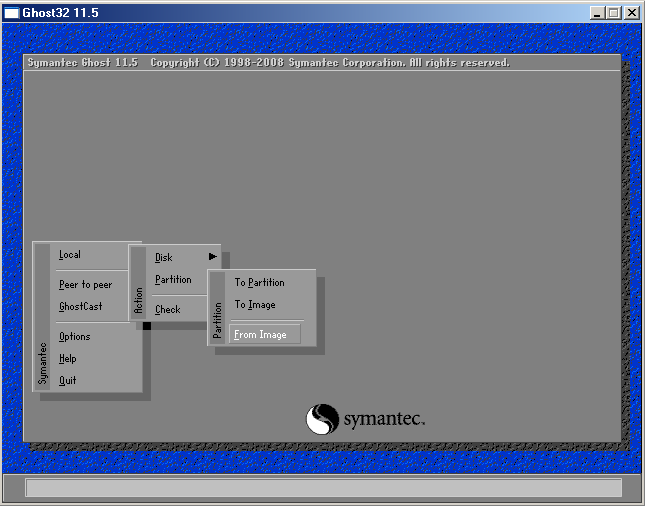 Ghost32 11.5
Symantec Ghost 11.5 Copyright (C) 1998-2008 Symantec Corporation. All rights reserved.
Symantec
Local
Peer to peer
GhostCast
Options
Help
Quit
Action
Disk
Partition
Check
Partition
To Partition
To Image
From Image
symantec.